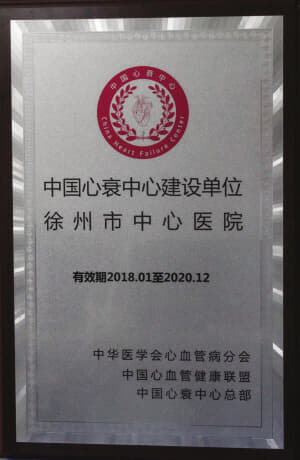 中国心衰中心
China Heart Failure Center
中国心衰中心建设单位
徐州市中心医院
有效期2018.01至2020.12
中华医学会心血管病分会
中国心血管健康联盟
中国心衰中心总部